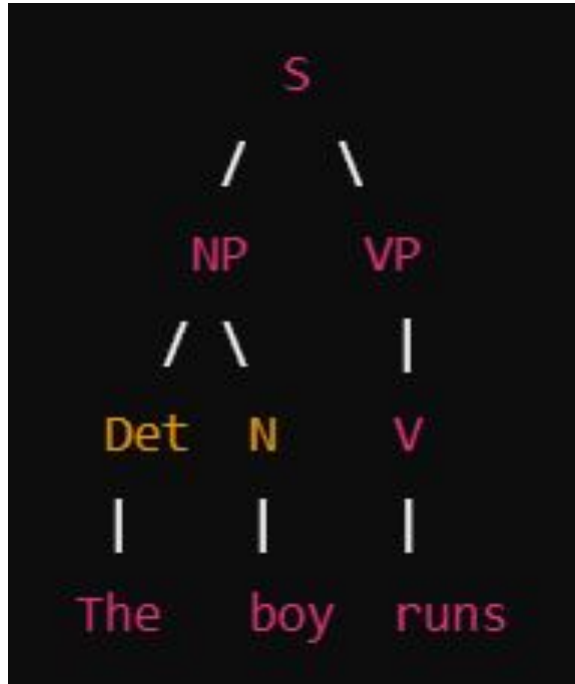 S
/ \
NP VP
/ \ |
Det N V
| | |
The boy runs